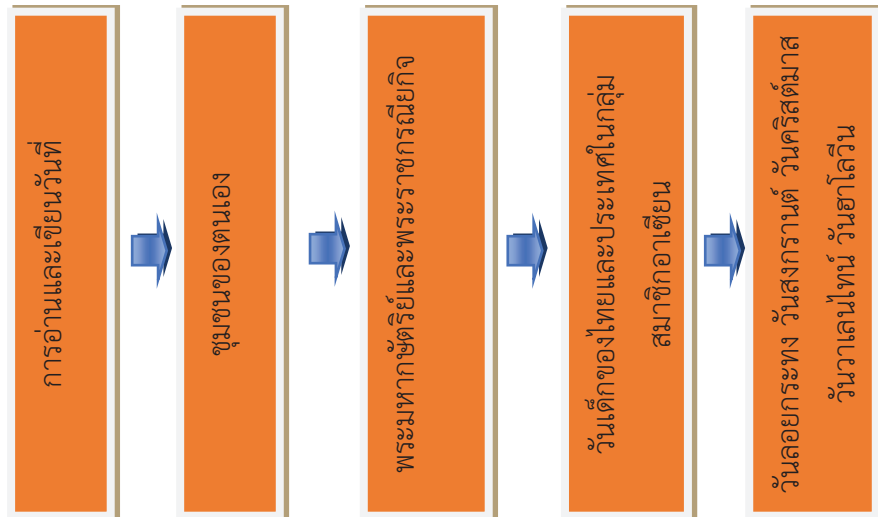 การอ่านและเขียนวันที่
ชุมชนของตนเอง
พระมหากษัตริย์และพระราชกรณียกิจ
วันเด็กของไทยและประเทศในกลุ่ม
สมาชิกอาเซียน
วันลอยกระทง วันสงกรานต์ วันคริสต์มาส
วันวาเลนไทน์ วันฮาโลวีน